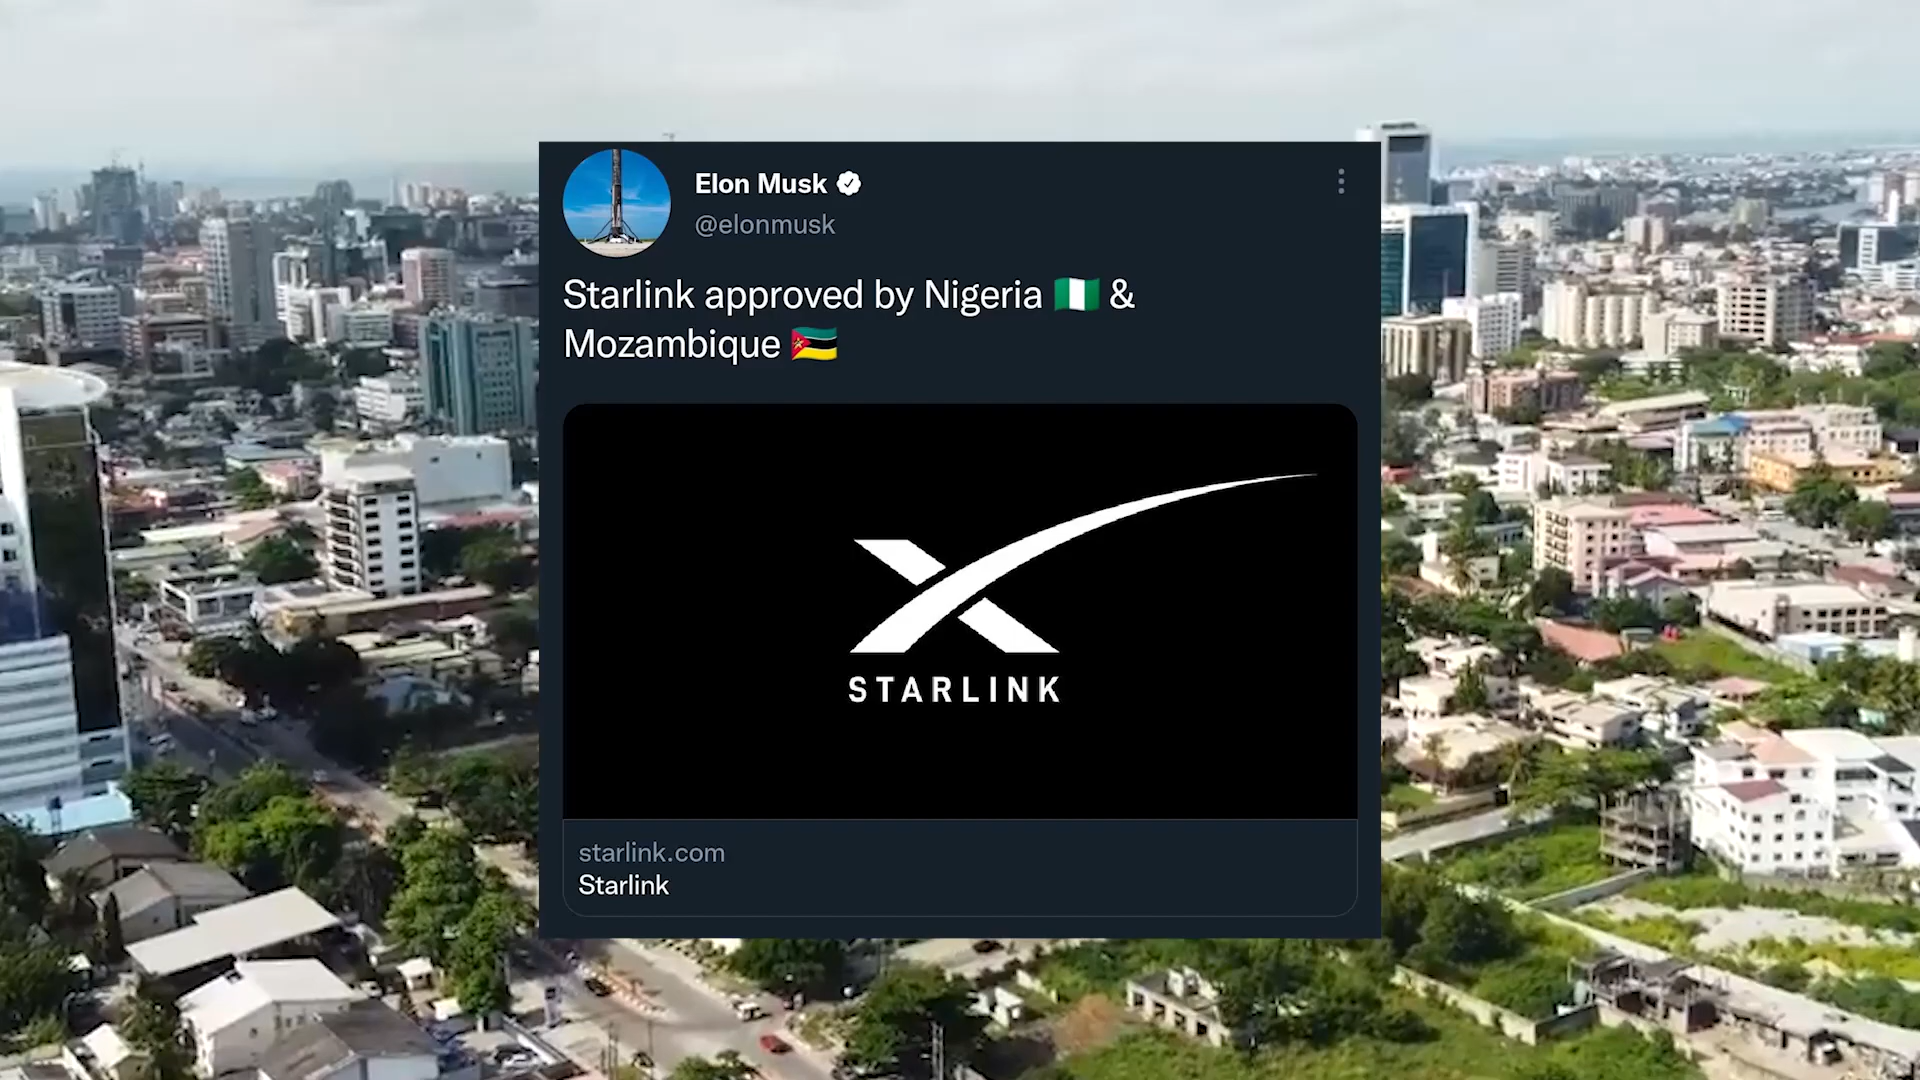 Elon Musk
@elonmusk
Starlink approved by Nigeria 🇳🇬 &
Mozambique 🇲🇿
STARLINK
starlink.com
Starlink